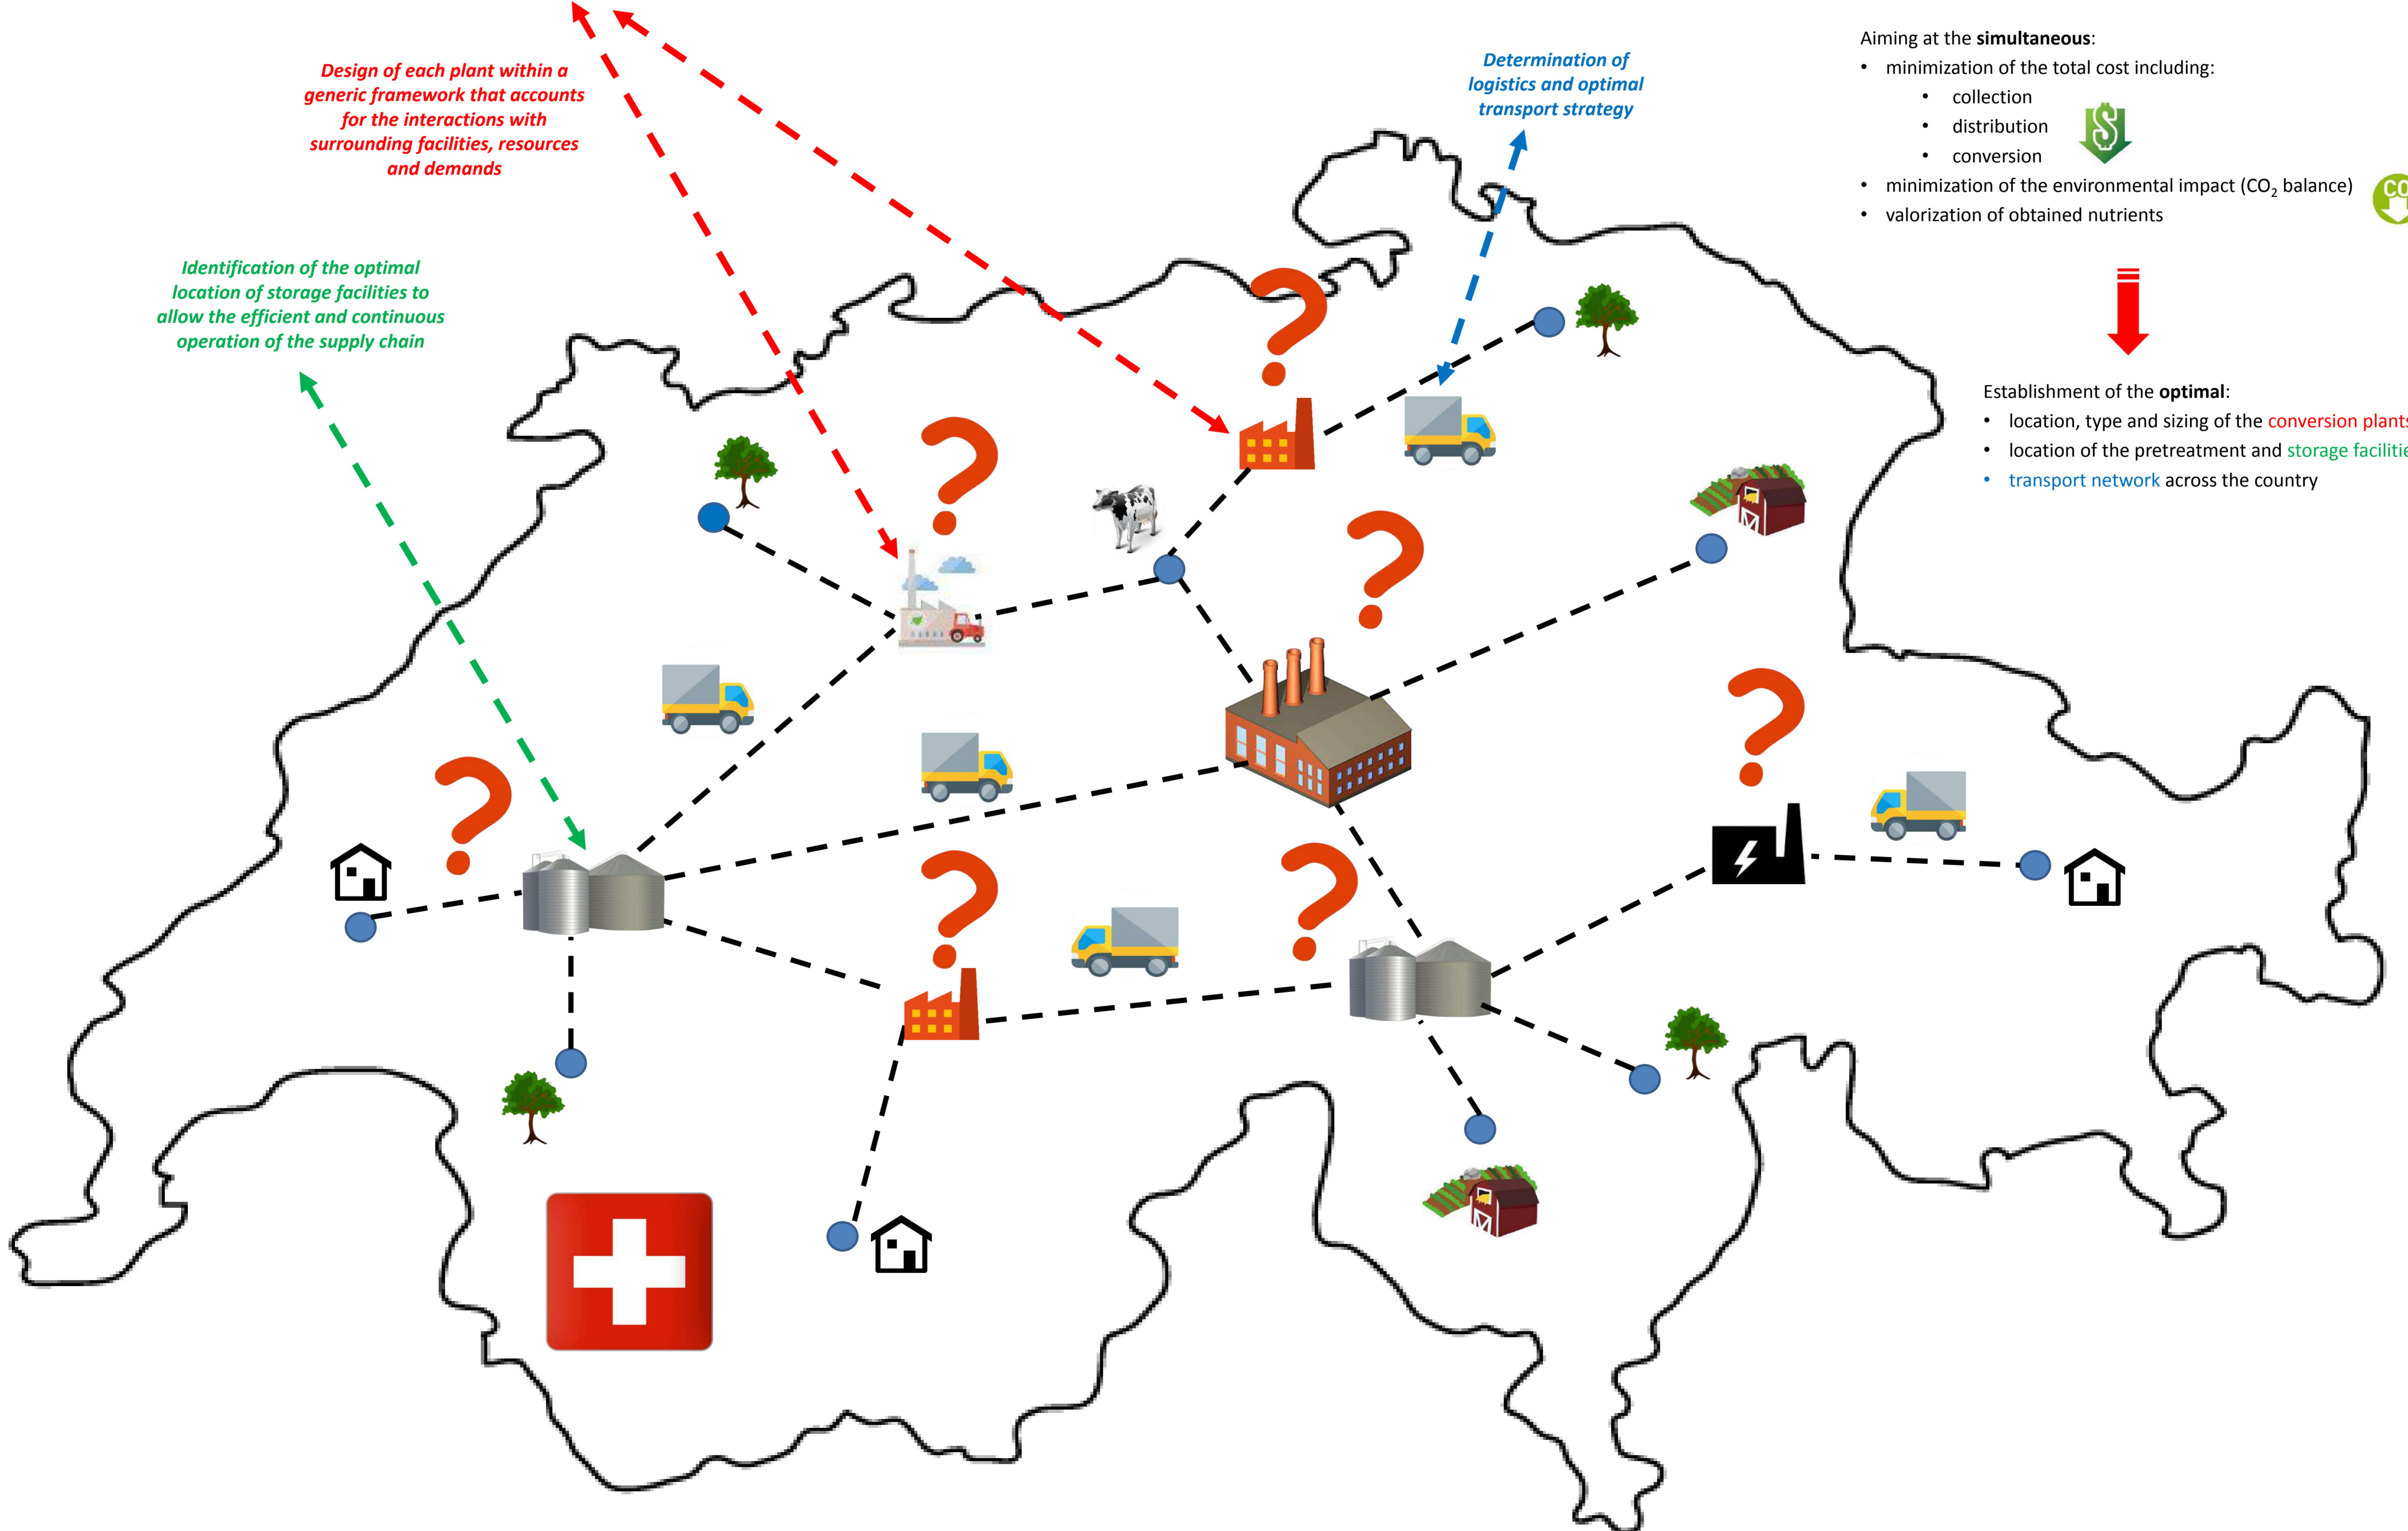 Design of each plant within a
generic framework that accounts
for the interactions with
surrounding facilities, resources
and demands
Determination of
logistics and optimal
transport strategy
Aiming at the simultaneous:
• minimization of the total cost including:
• collection
• distribution
• conversion
• minimization of the environmental impact (CO₂ balance)
• valorization of obtained nutrients
$
CO
Identification of the optimal
location of storage facilities to
allow the efficient and continuous
operation of the supply chain
Establishment of the optimal:
• location, type and sizing of the conversion plants
• location of the pretreatment and storage facilitie
• transport network across the country
?
?
?
?
?
?
?